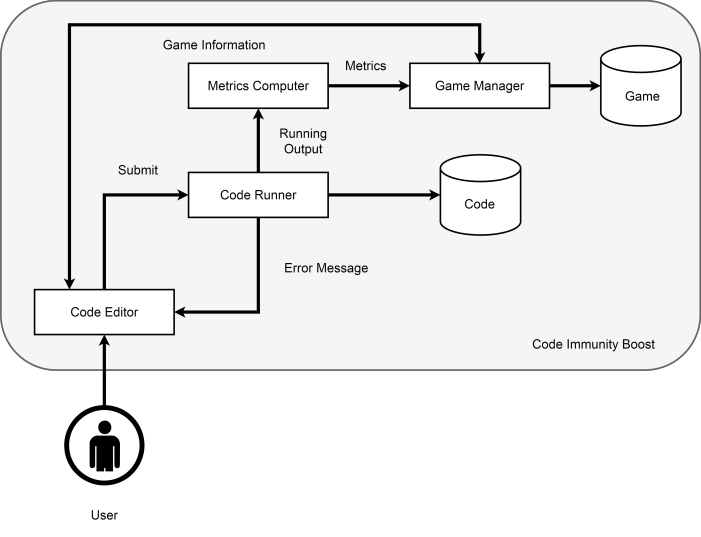 Game Information
Metrics
Metrics Computer
Game Manager
Game
Running
Output
Submit
Code Runner
Code
Error Message
Code Editor
Code Immunity Boost
User